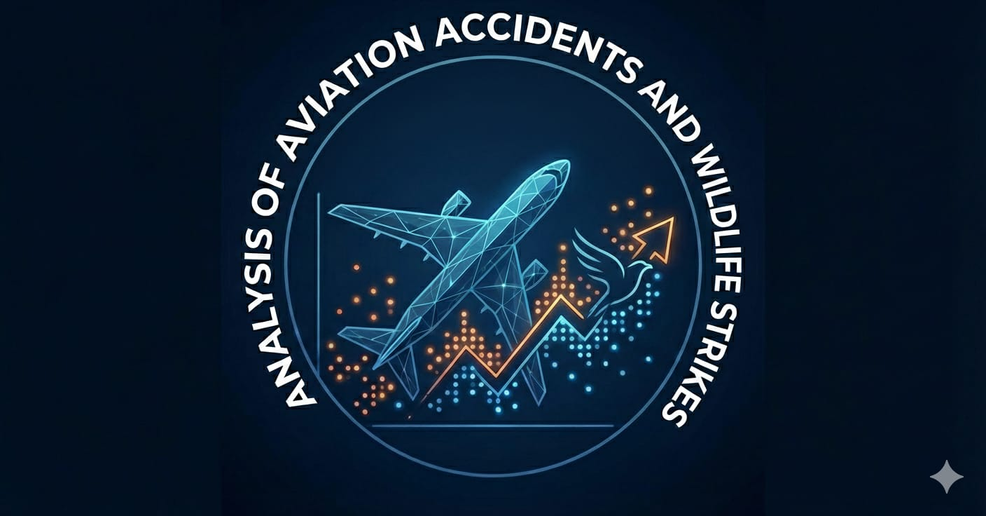 ANALYSIS OF AVIATION ACCIDENTS AND WILDLIFE STRIKES